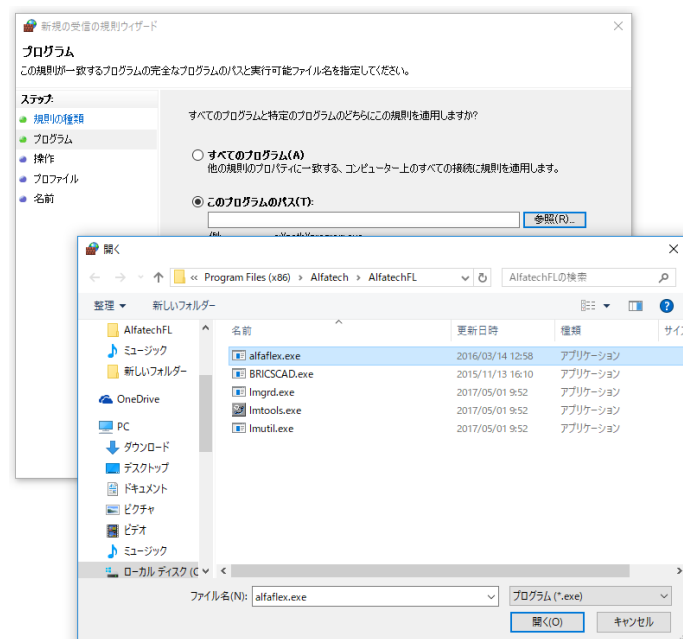 新規の受信の規則ウィザード
プログラム
この規則が一致するプログラムの完全なプログラムのパスと実行可能ファイル名を指定してください。
ステップ:
規則の種類
プログラム
操作
プロファイル
名前
すべてのプログラムと特定のプログラムのどちらにこの規則を適用しますか?
すべてのプログラム(A)
他の規則のプロパティに一致する、コンピューター上のすべての接続に規則を適用します。
このプログラムのパス(T):
参照(R)...
開く
« Program Files (x86) › Alfatech › AlfatechFL
AlfatechFLの検索
整理 新しいフォルダー
名前 更新日時 種類 サイ
AlfatechFL
ミュージック
新しいフォルダー
OneDrive
PC
ダウンロード
デスクトップ
ドキュメント
ピクチャ
ビデオ
ミュージック
ローカル ディスク (C
alfaflex.exe 2016/03/14 12:58 アプリケーション
BRICSCAD.exe 2015/11/13 16:10 アプリケーション
lmgrd.exe 2017/05/01 9:52 アプリケーション
lmtools.exe 2017/05/01 9:52 アプリケーション
lmutil.exe 2017/05/01 9:52 アプリケーション
ファイル名(N): alfaflex.exe プログラム (*.exe)
開く(O) キャンセル